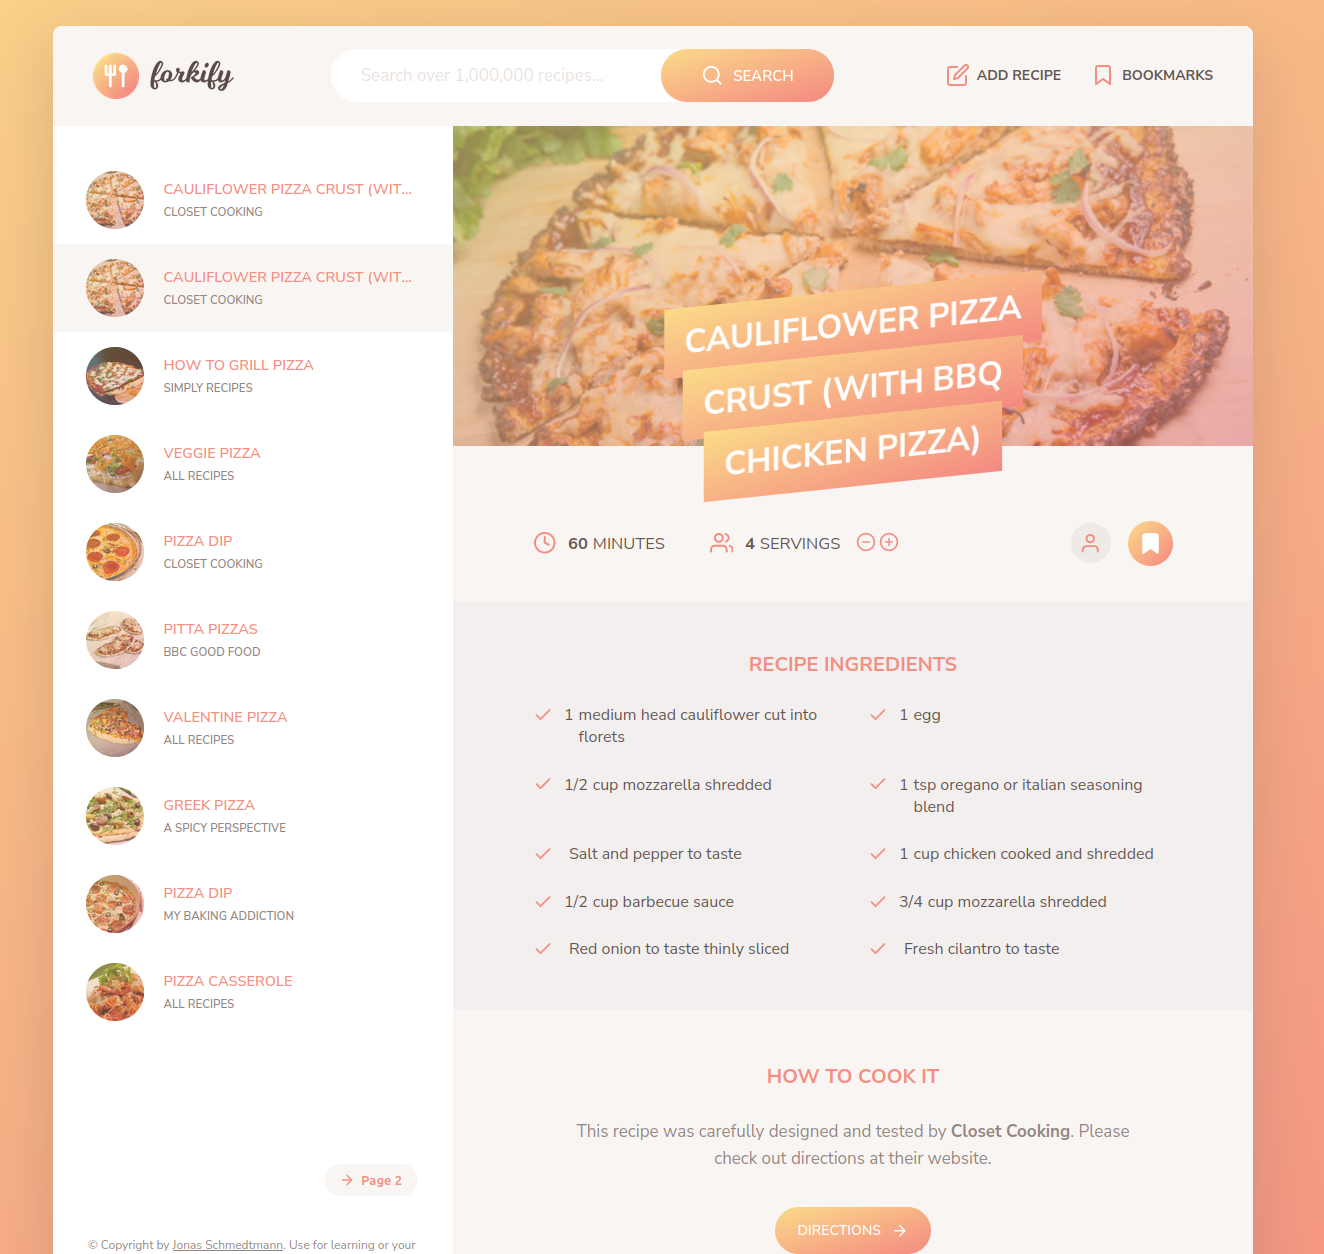 forkify
Search over 1,000,000 recipes...
SEARCH
ADD RECIPE
BOOKMARKS
CAULIFLOWER PIZZA CRUST (WIT...
CLOSET COOKING
CAULIFLOWER PIZZA CRUST (WIT...
CLOSET COOKING
HOW TO GRILL PIZZA
SIMPLY RECIPES
VEGGIE PIZZA
ALL RECIPES
PIZZA DIP
CLOSET COOKING
PITTA PIZZAS
BBC GOOD FOOD
VALENTINE PIZZA
ALL RECIPES
GREEK PIZZA
A SPICY PERSPECTIVE
PIZZA DIP
MY BAKING ADDICTION
PIZZA CASSEROLE
ALL RECIPES
Page 2
© Copyright by Jonas Schmedtmann. Use for learning or your
CAULIFLOWER PIZZA
CRUST (WITH BBQ
CHICKEN PIZZA)
60 MINUTES
4 SERVINGS
RECIPE INGREDIENTS
1 medium head cauliflower cut into
florets
1 egg
1/2 cup mozzarella shredded
1 tsp oregano or italian seasoning
blend
Salt and pepper to taste
1 cup chicken cooked and shredded
1/2 cup barbecue sauce
3/4 cup mozzarella shredded
Red onion to taste thinly sliced
Fresh cilantro to taste
HOW TO COOK IT
This recipe was carefully designed and tested by Closet Cooking. Please
check out directions at their website.
DIRECTIONS